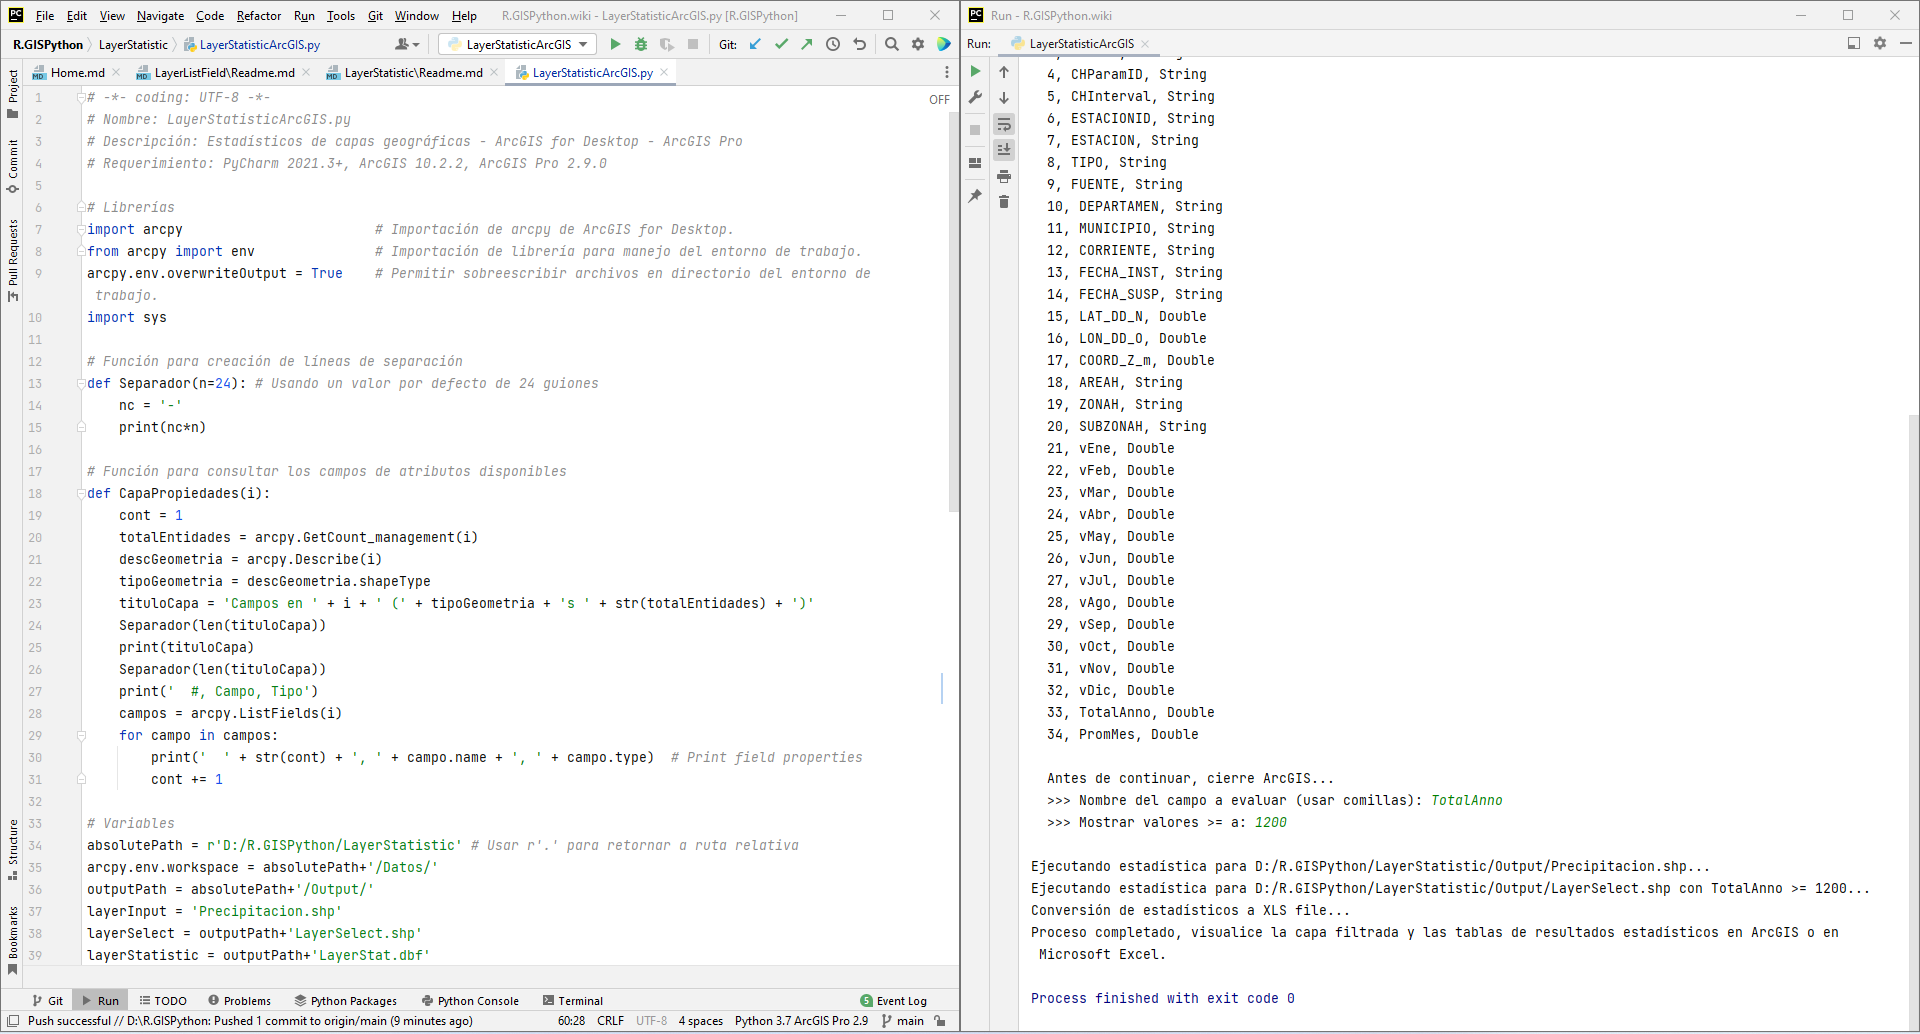 File Edit View Navigate Code Refactor Run Tools Git Window Help R.GISPython.wiki - LayerStatisticArcGIS.py [R.GISPython]
R.GISPython LayerStatistic LayerStatisticArcGIS.py LayerStatisticArcGIS Git:
Home.md LayerListField\Readme.md LayerStatistic\Readme.md LayerStatisticArcGIS.py
OFF
Project
Commit
Pull Requests
Structure
Bookmarks
1 # -*- coding: UTF-8 -*-
2 # Nombre: LayerStatisticArcGIS.py
3 # Descripción: Estadísticos de capas geográficas - ArcGIS for Desktop - ArcGIS Pro
4 # Requerimiento: PyCharm 2021.3+, ArcGIS 10.2.2, ArcGIS Pro 2.9.0
5
6 # Librerías
7 import arcpy # Importación de arcpy de ArcGIS for Desktop.
8 from arcpy import env # Importación de librería para manejo del entorno de trabajo.
9 arcpy.env.overwriteOutput = True # Permitir sobreescribir archivos en directorio del entorno de
trabajo.
10 import sys
11
12 # Función para creación de líneas de separación
13 def Separador(n=24): # Usando un valor por defecto de 24 guiones
14 nc = '-'
15 print(nc*n)
16
17 # Función para consultar los campos de atributos disponibles
18 def CapaPropiedades(i):
19 cont = 1
20 totalEntidades = arcpy.GetCount_management(i)
21 descGeometria = arcpy.Describe(i)
22 tipoGeometria = descGeometria.shapeType
23 tituloCapa = 'Campos en ' + i + ' (' + tipoGeometria + 's ' + str(totalEntidades) + ')'
24 Separador(len(tituloCapa))
25 print(tituloCapa)
26 Separador(len(tituloCapa))
27 print('  #, Campo, Tipo')
28 campos = arcpy.ListFields(i)
29 for campo in campos:
30 print('  ' + str(cont) + ', ' + campo.name + ', ' + campo.type) # Print field properties
31 cont += 1
32
33 # Variables
34 absolutePath = r'D:/R.GISPython/LayerStatistic' # Usar r'.' para retornar a ruta relativa
35 arcpy.env.workspace = absolutePath+'/Datos/'
36 outputPath = absolutePath+'/Output/'
37 layerInput = 'Precipitacion.shp'
38 layerSelect = outputPath+'LayerSelect.shp'
39 layerStatistic = outputPath+'LayerStat.dbf'
Git Run TODO Problems Python Packages Python Console Terminal 5 Event Log
Push successful // D:\R.GISPython: Pushed 1 commit to origin/main (9 minutes ago) 60:28 CRLF UTF-8 4 spaces Python 3.7 ArcGIS Pro 2.9 main
Run - R.GISPython.wiki
Run: LayerStatisticArcGIS
4, CHParamID, String
5, CHInterval, String
6, ESTACIONID, String
7, ESTACION, String
8, TIPO, String
9, FUENTE, String
10, DEPARTAMEN, String
11, MUNICIPIO, String
12, CORRIENTE, String
13, FECHA_INST, String
14, FECHA_SUSP, String
15, LAT_DD_N, Double
16, LON_DD_O, Double
17, COORD_Z_m, Double
18, AREAH, String
19, ZONAH, String
20, SUBZONAH, String
21, vEne, Double
22, vFeb, Double
23, vMar, Double
24, vAbr, Double
25, vMay, Double
26, vJun, Double
27, vJul, Double
28, vAgo, Double
29, vSep, Double
30, vOct, Double
31, vNov, Double
32, vDic, Double
33, TotalAnno, Double
34, PromMes, Double
Antes de continuar, cierre ArcGIS...
>>> Nombre del campo a evaluar (usar comillas): TotalAnno
>>> Mostrar valores >= a: 1200
Ejecutando estadística para D:/R.GISPython/LayerStatistic/Output/Precipitacion.shp...
Ejecutando estadística para D:/R.GISPython/LayerStatistic/Output/LayerSelect.shp con TotalAnno >= 1200...
Conversión de estadísticos a XLS file...
Proceso completado, visualice la capa filtrada y las tablas de resultados estadísticos en ArcGIS o en
Microsoft Excel.
Process finished with exit code 0